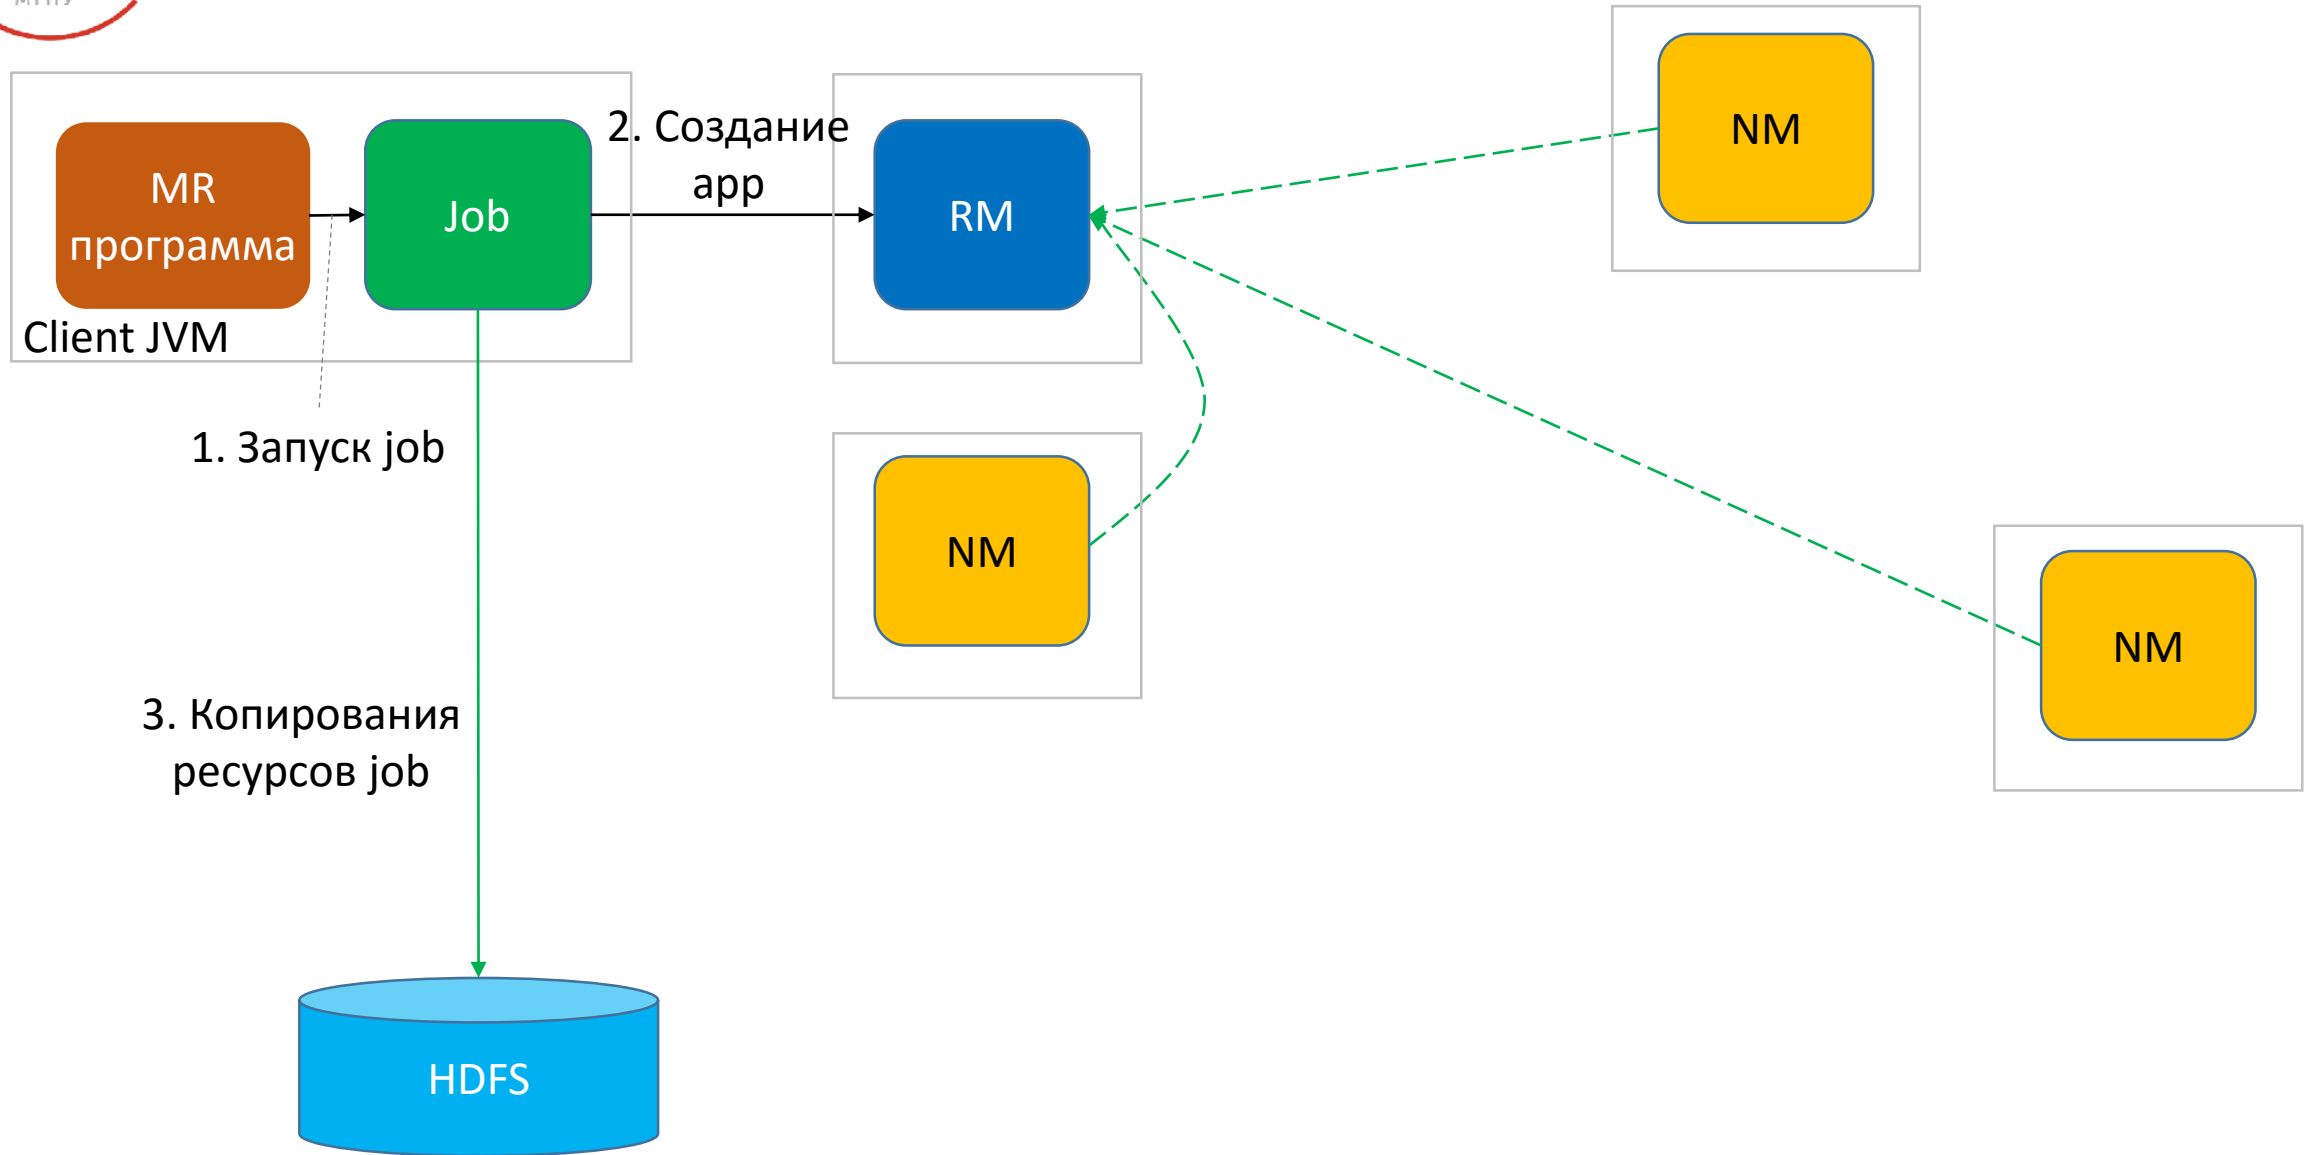 MR
программа
Job
Client JVM
1. Запуск job
2. Создание
app
RM
NM
NM
NM
3. Копирования
ресурсов job
HDFS